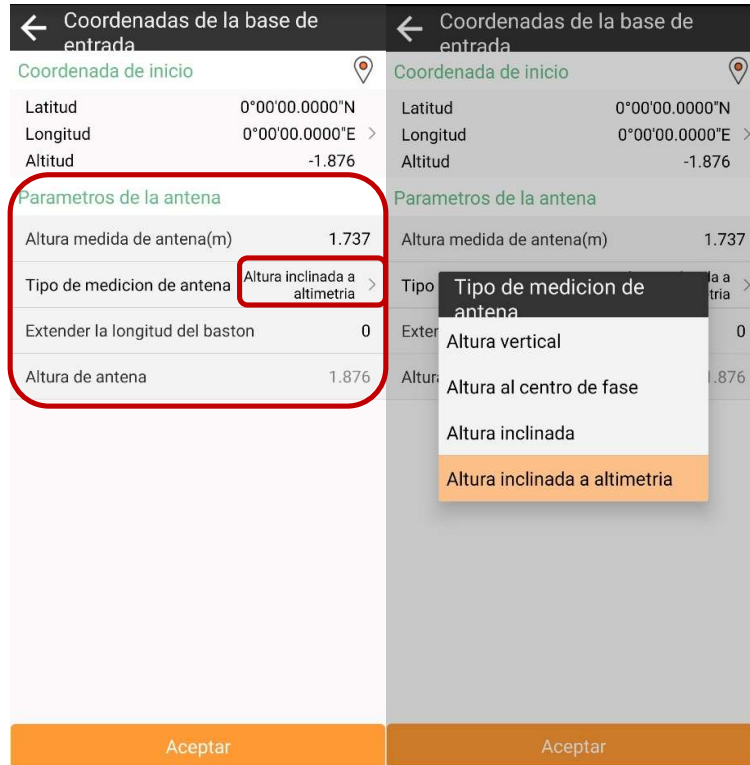 Coordenadas de la base de
entrada
Coordenada de inicio
Latitud 0°00'00.0000"N
Longitud 0°00'00.0000"E
Altitud -1.876
Parametros de la antena
Altura medida de antena(m) 1.737
Tipo de medicion de antena Altura inclinada a
altimetria
Extender la longitud del baston 0
Altura de antena 1.876
Aceptar
Coordenadas de la base de
entrada
Coordenada de inicio
Latitud 0°00'00.0000"N
Longitud 0°00'00.0000"E
Altitud -1.876
Parametros de la antena
Altura medida de antena(m) 1.737
Tipo
Tipo de medicion de
antena
Altura vertical
Altura al centro de fase
Altura inclinada
Altura inclinada a altimetria
0
Aceptar